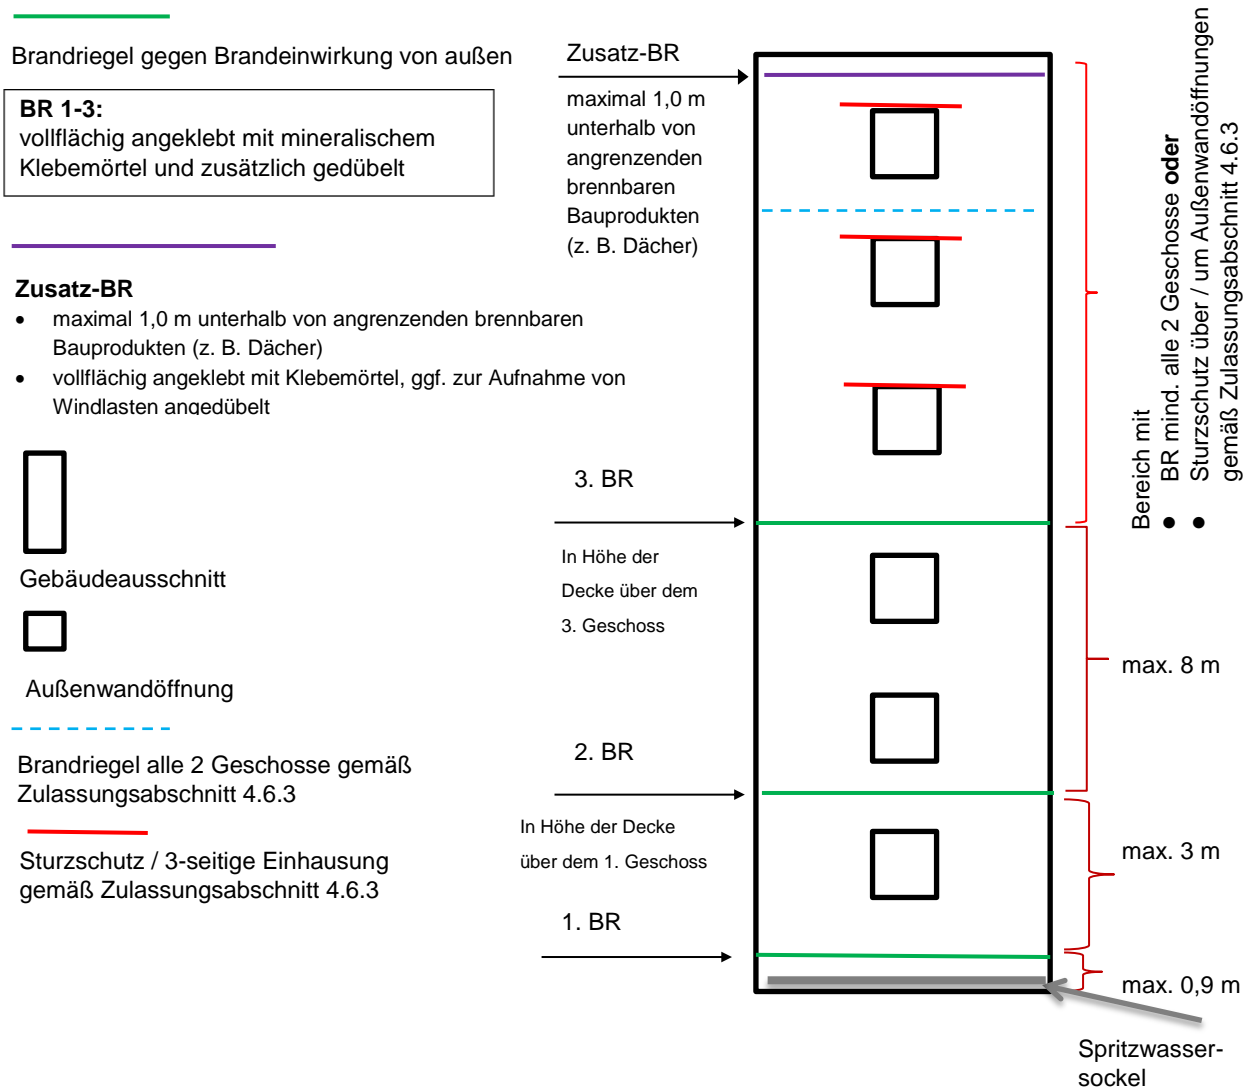 Brandriegel gegen Brandeinwirkung von außen
BR 1-3:
vollflächig angeklebt mit mineralischem
Klebemörtel und zusätzlich gedübelt
Zusatz-BR
• maximal 1,0 m unterhalb von angrenzenden brennbaren
Bauprodukten (z. B. Dächer)
• vollflächig angeklebt mit Klebemörtel, ggf. zur Aufnahme von
Windlasten angedübelt
Gebäudeausschnitt
Außenwandöffnung
Brandriegel alle 2 Geschosse gemäß
Zulassungsabschnitt 4.6.3
Sturzschutz / 3-seitige Einhausung
gemäß Zulassungsabschnitt 4.6.3
Zusatz-BR
maximal 1,0 m
unterhalb von
angrenzenden
brennbaren
Bauprodukten
(z. B. Dächer)
3. BR
In Höhe der
Decke über dem
3. Geschoss
2. BR
In Höhe der Decke
über dem 1. Geschoss
1. BR
Bereich mit
• BR mind. alle 2 Geschosse oder
• Sturzschutz über / um Außenwandöffnungen
gemäß Zulassungsabschnitt 4.6.3
max. 8 m
max. 3 m
max. 0,9 m
Spritzwasser-
sockel